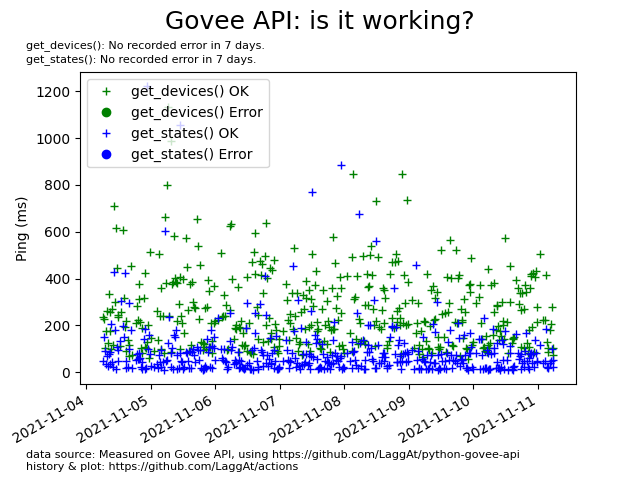 Govee API: is it working?
get_devices(): No recorded error in 7 days.
get_states(): No recorded error in 7 days.
get_devices() OK
get_devices() Error
get_states() OK
get_states() Error
Ping (ms)
1200
1000
800
600
400
200
0
2021-11-04
2021-11-05
2021-11-06
2021-11-07
2021-11-08
2021-11-09
2021-11-10
2021-11-11
data source: Measured on Govee API, using https://github.com/LaggAt/python-govee-api
history & plot: https://github.com/LaggAt/actions